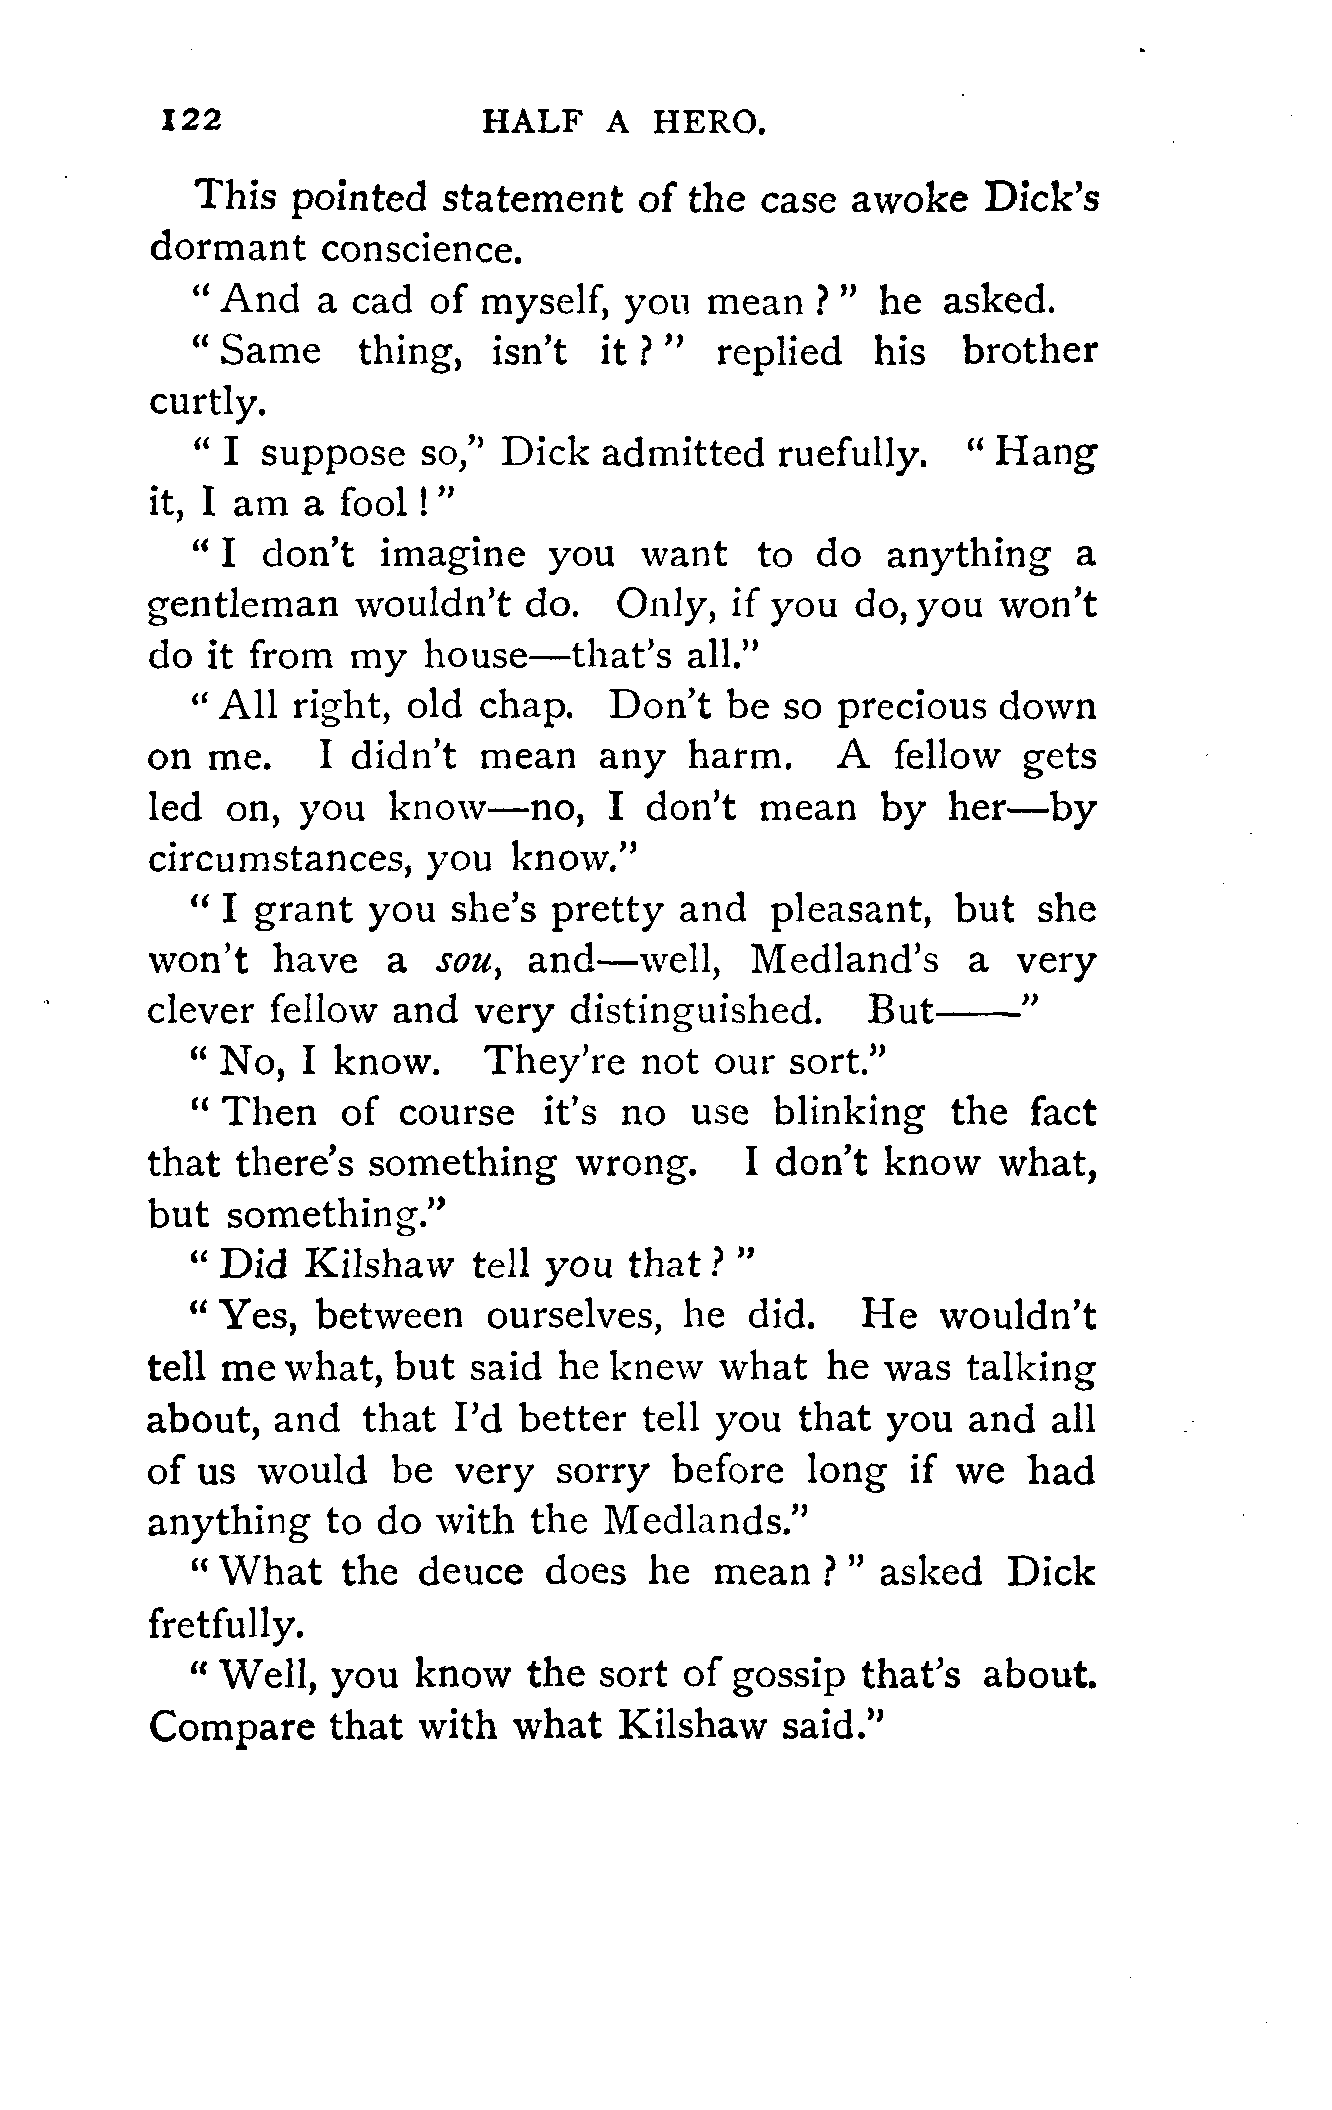 122 HALF A HERO.
This pointed statement of the case awoke Dick's
dormant conscience.
“ And a cad of myself, you mean ? ” he asked.
“ Same thing, isn't it ? ” replied his brother
curtly.
“ I suppose so,” Dick admitted ruefully. “ Hang
it, I am a fool ! ”
“ I don't imagine you want to do anything a
gentleman wouldn't do. Only, if you do, you won't
do it from my house—that's all.”
“ All right, old chap. Don't be so precious down
on me. I didn't mean any harm. A fellow gets
led on, you know—no, I don't mean by her—by
circumstances, you know.”
“ I grant you she's pretty and pleasant, but she
won't have a sou, and—well, Medland's a very
clever fellow and very distinguished. But——”
“ No, I know. They're not our sort.”
“ Then of course it's no use blinking the fact
that there's something wrong. I don't know what,
but something.”
“ Did Kilshaw tell you that ? ”
“ Yes, between ourselves, he did. He wouldn't
tell me what, but said he knew what he was talking
about, and that I'd better tell you that you and all
of us would be very sorry before long if we had
anything to do with the Medlands.”
“ What the deuce does he mean ? ” asked Dick
fretfully.
“ Well, you know the sort of gossip that's about.
Compare that with what Kilshaw said.”